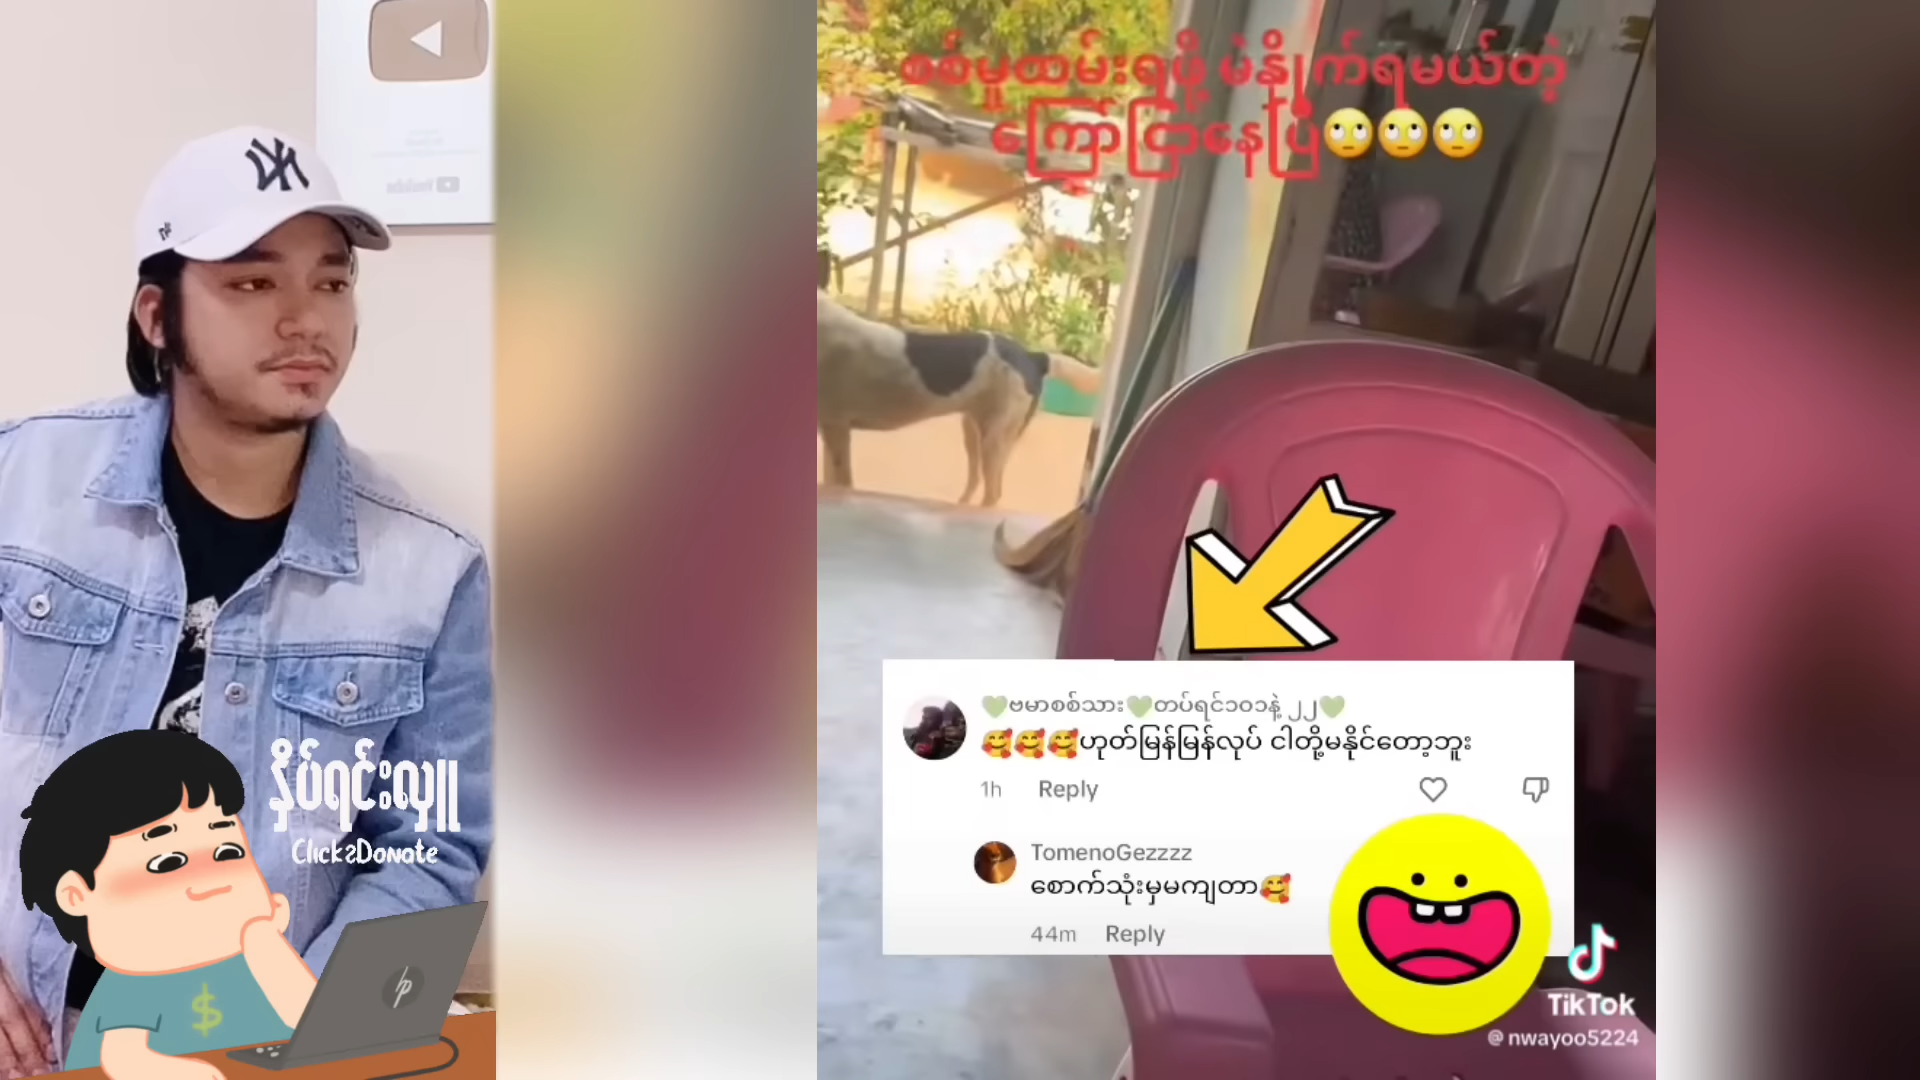 စစ်မှုထမ်းရဖို့ မဲနှိုက်ရမယ်တဲ့
ကြော်ငြာနေပြီ🙄🙄🙄
💚ဗမာစစ်သား💚တပ်ရင်း၁၀၁နဲ့ ၂၂💚
🥰🥰🥰ဟုတ်မြန်မြန်လုပ် ငါတို့မနိုင်တော့ဘူး
1h Reply
TomenoGezzzz
စောက်သုံးမှမကျတာ🥰
44m Reply
နှိပ်ရင်းလှူ
Click2Donate
hp
TikTok
@nwayoo5224